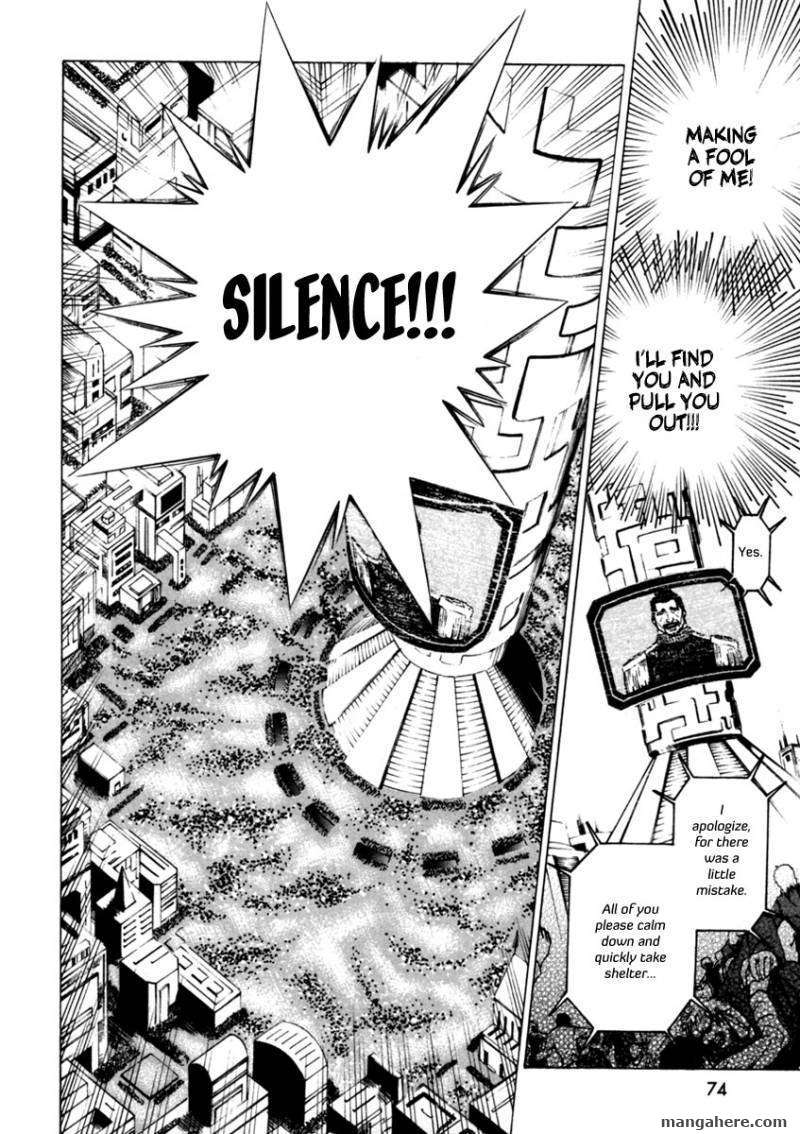 MAKING
A FOOL
OF ME!
I'LL FIND
YOU AND
PULL YOU
OUT!!!
Yes.
I
apologize,
for there
was a
little
mistake.
All of you
please calm
down and
quickly take
shelter...
SILENCE!!!
74
mangahere.com